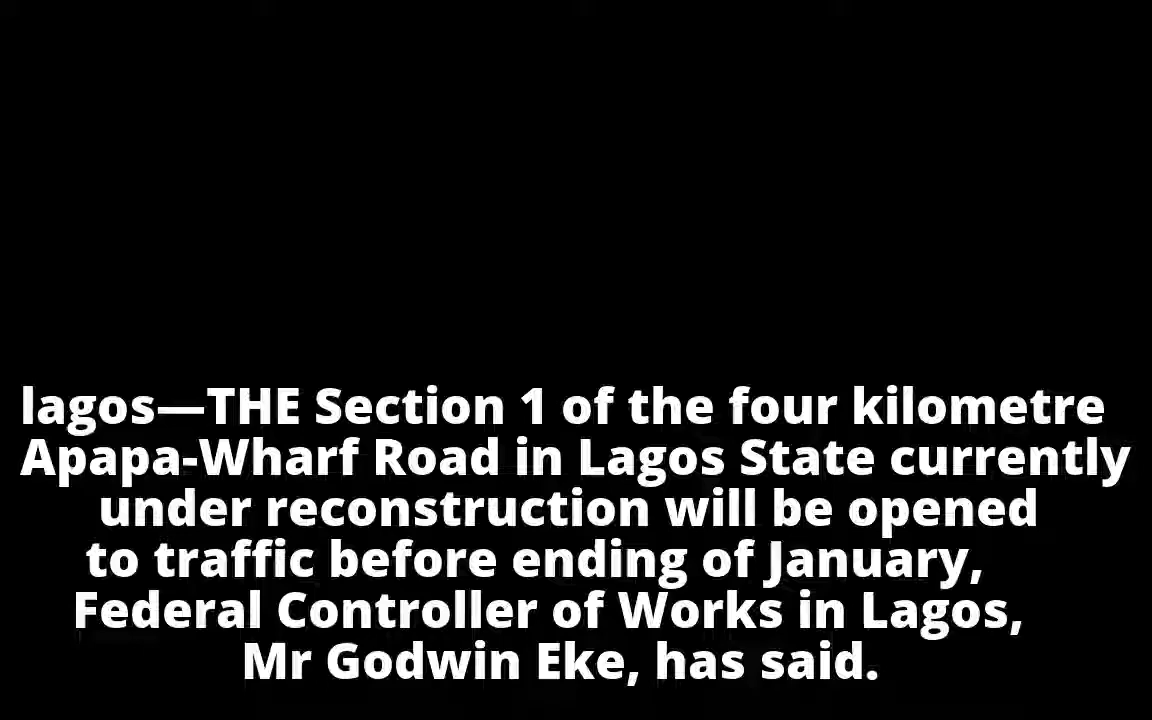 lagos—THE Section 1 of the four kilometre
Apapa-Wharf Road in Lagos State currently
under reconstruction will be opened
to traffic before ending of January,
Federal Controller of Works in Lagos,
Mr Godwin Eke, has said.